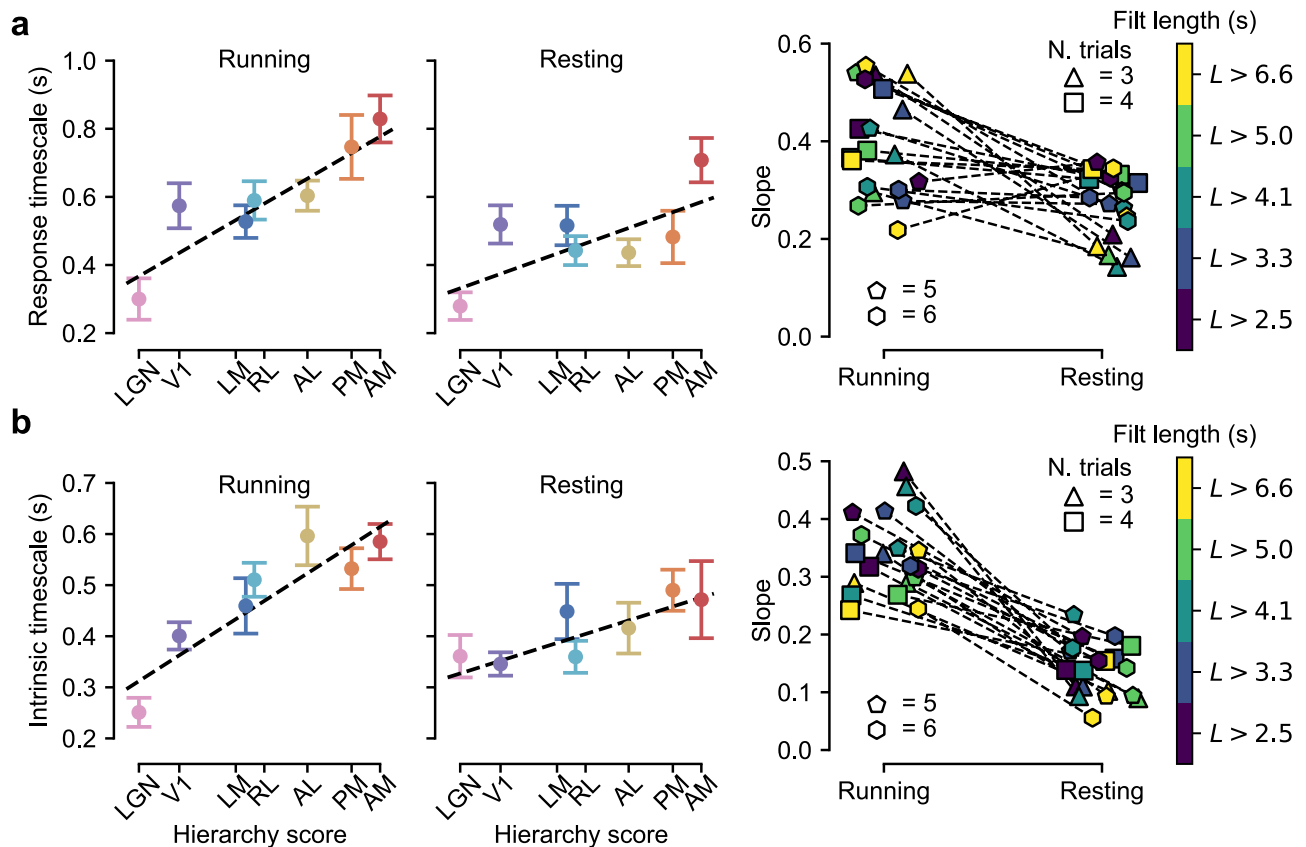 a
Running
Resting
Response timescale (s)
1.0
0.8
0.6
0.4
0.2
LGN
V1
LM
RL
AL
PM
AM
LGN
V1
LM
RL
AL
PM
AM
Slope
0.6
0.4
0.2
0.0
N. trials
= 3
= 4
= 5
= 6
Running
Resting
Filt length (s)
L > 6.6
L > 5.0
L > 4.1
L > 3.3
L > 2.5
b
Running
Resting
Intrinsic timescale (s)
0.7
0.6
0.5
0.4
0.3
0.2
LGN
V1
LM
RL
AL
PM
AM
Hierarchy score
LGN
V1
LM
RL
AL
PM
AM
Hierarchy score
Slope
0.5
0.4
0.3
0.2
0.1
0.0
N. trials
= 3
= 4
= 5
= 6
Running
Resting
Filt length (s)
L > 6.6
L > 5.0
L > 4.1
L > 3.3
L > 2.5